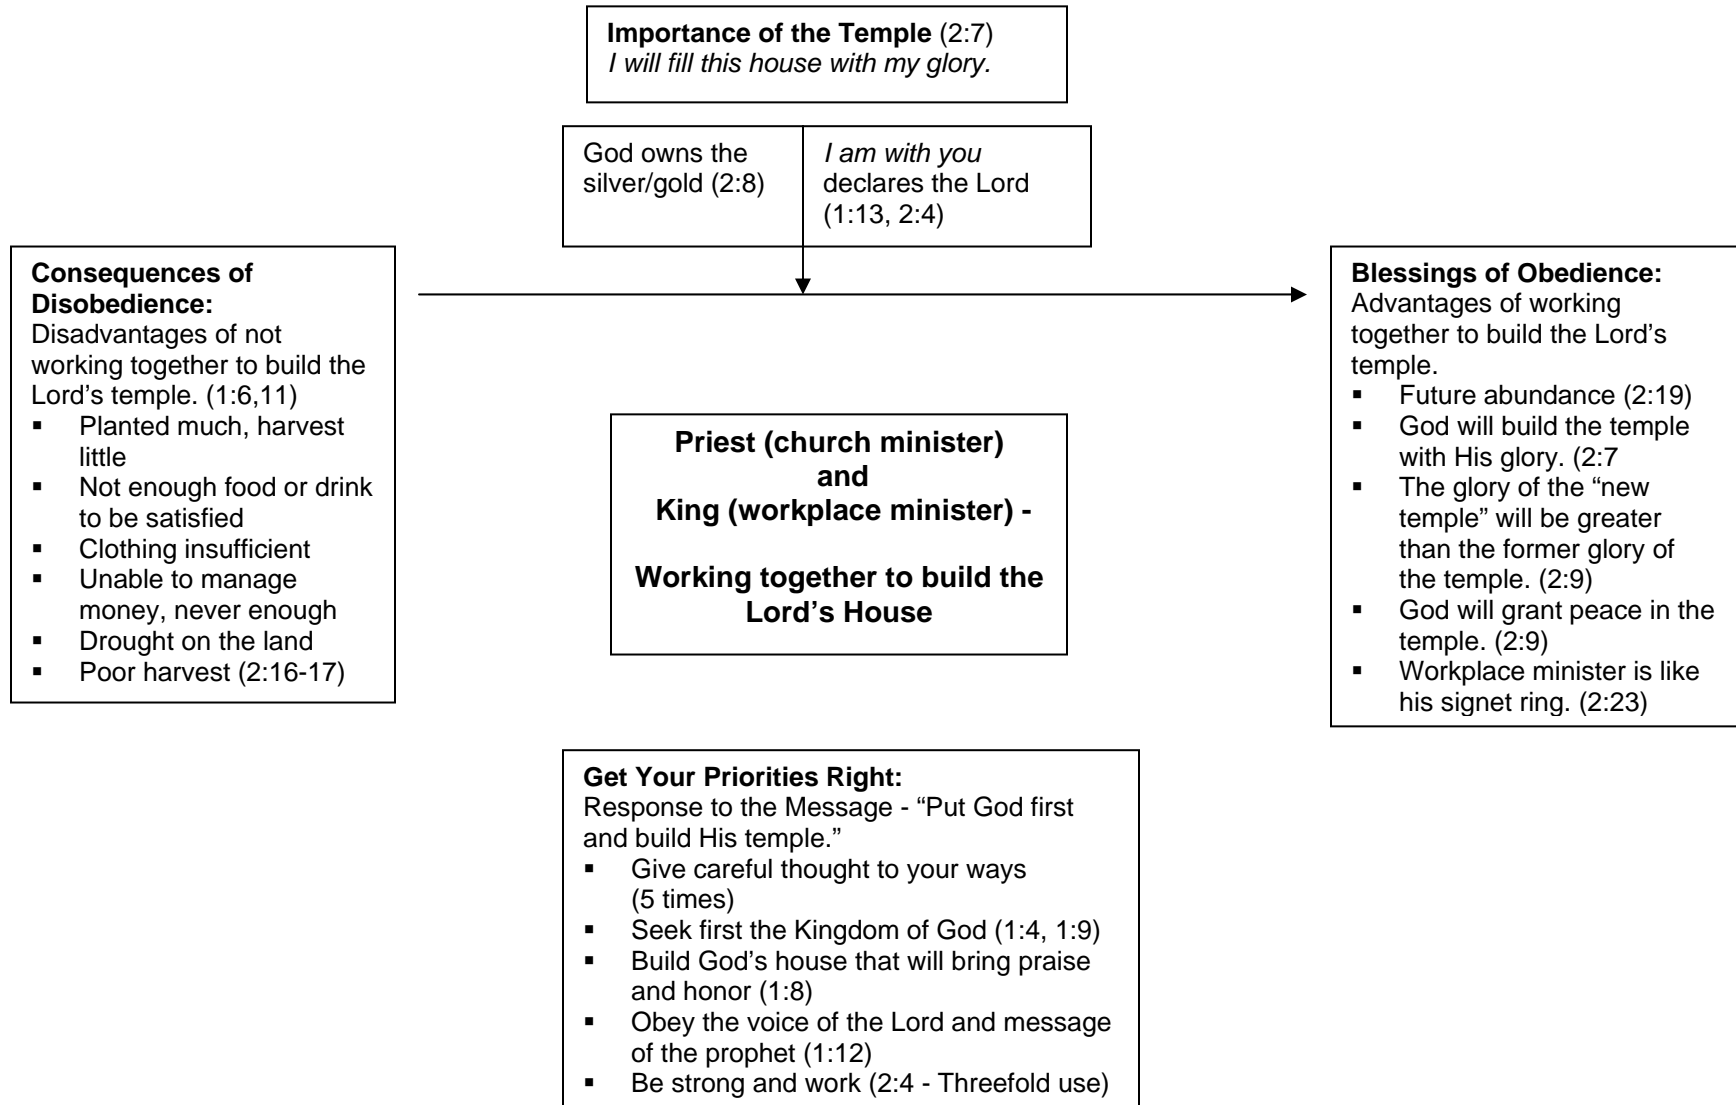 Importance of the Temple (2:7)
I will fill this house with my glory.
God owns the
silver/gold (2:8)
I am with you
declares the Lord
(1:13, 2:4)
Consequences of
Disobedience:
Disadvantages of not
working together to build the
Lord’s temple. (1:6,11)
▪ Planted much, harvest
little
▪ Not enough food or drink
to be satisfied
▪ Clothing insufficient
▪ Unable to manage
money, never enough
▪ Drought on the land
▪ Poor harvest (2:16-17)
Priest (church minister)
and
King (workplace minister) -
Working together to build the
Lord’s House
Blessings of Obedience:
Advantages of working
together to build the Lord’s
temple.
▪ Future abundance (2:19)
▪ God will build the temple
with His glory. (2:7
▪ The glory of the “new
temple” will be greater
than the former glory of
the temple. (2:9)
▪ God will grant peace in the
temple. (2:9)
▪ Workplace minister is like
his signet ring. (2:23)
Get Your Priorities Right:
Response to the Message - “Put God first
and build His temple.”
▪ Give careful thought to your ways
(5 times)
▪ Seek first the Kingdom of God (1:4, 1:9)
▪ Build God’s house that will bring praise
and honor (1:8)
▪ Obey the voice of the Lord and message
of the prophet (1:12)
▪ Be strong and work (2:4 - Threefold use)